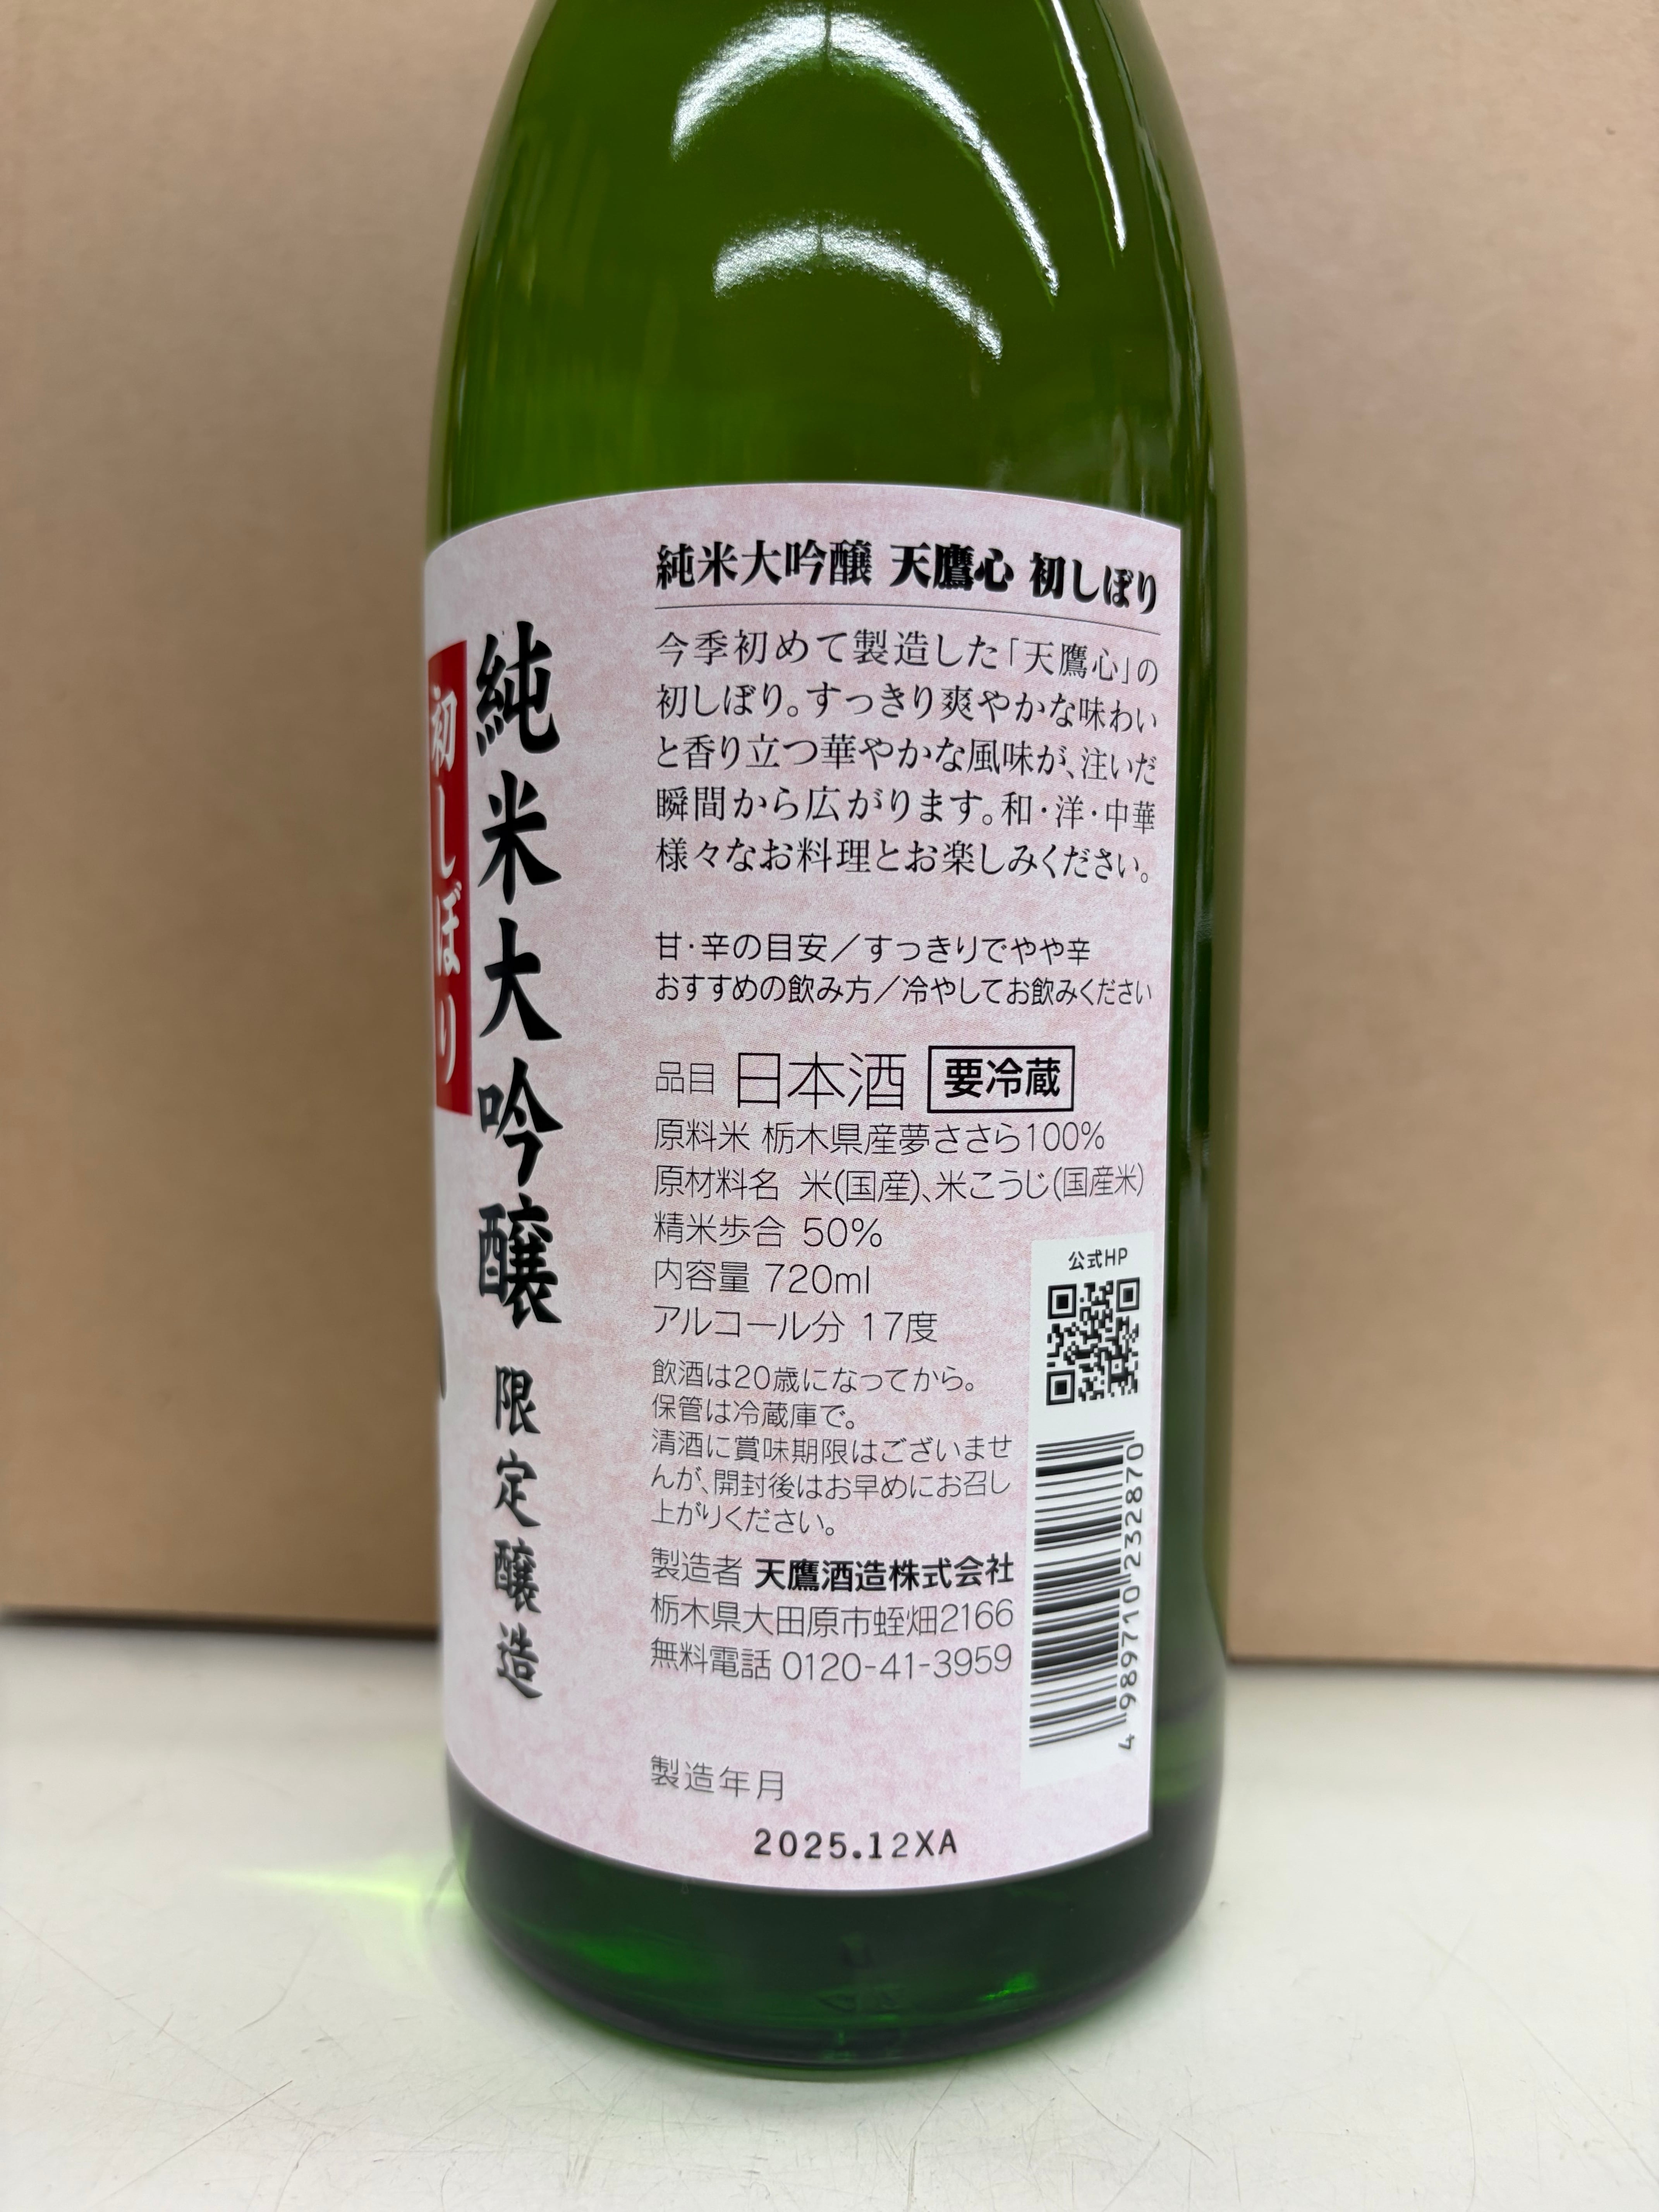 初しぼり
純米大吟醸 限定醸造
純米大吟醸 天鷹心 初しぼり
今季初めて製造した「天鷹心」の
初しぼり。すっきり爽やかな味わい
と香り立つ華やかな風味が、注いだ
瞬間から広がります。和・洋・中華
様々なお料理とお楽しみください。
甘・辛の目安／すっきりでやや辛
おすすめの飲み方／冷やしてお飲みください
品目 日本酒 要冷蔵
原料米 栃木県産夢ささら100%
原材料名 米(国産)、米こうじ(国産米)
精米歩合 50%
内容量 720ml
アルコール分 17度
飲酒は20歳になってから。
保管は冷蔵庫で。
清酒に賞味期限はございませ
んが、開封後はお早めにお召し
上がりください。
製造者 天鷹酒造株式会社
栃木県大田原市蛭畑2166
無料電話 0120-41-3959
公式HP
4 989710 232870
製造年月
2025.12XA